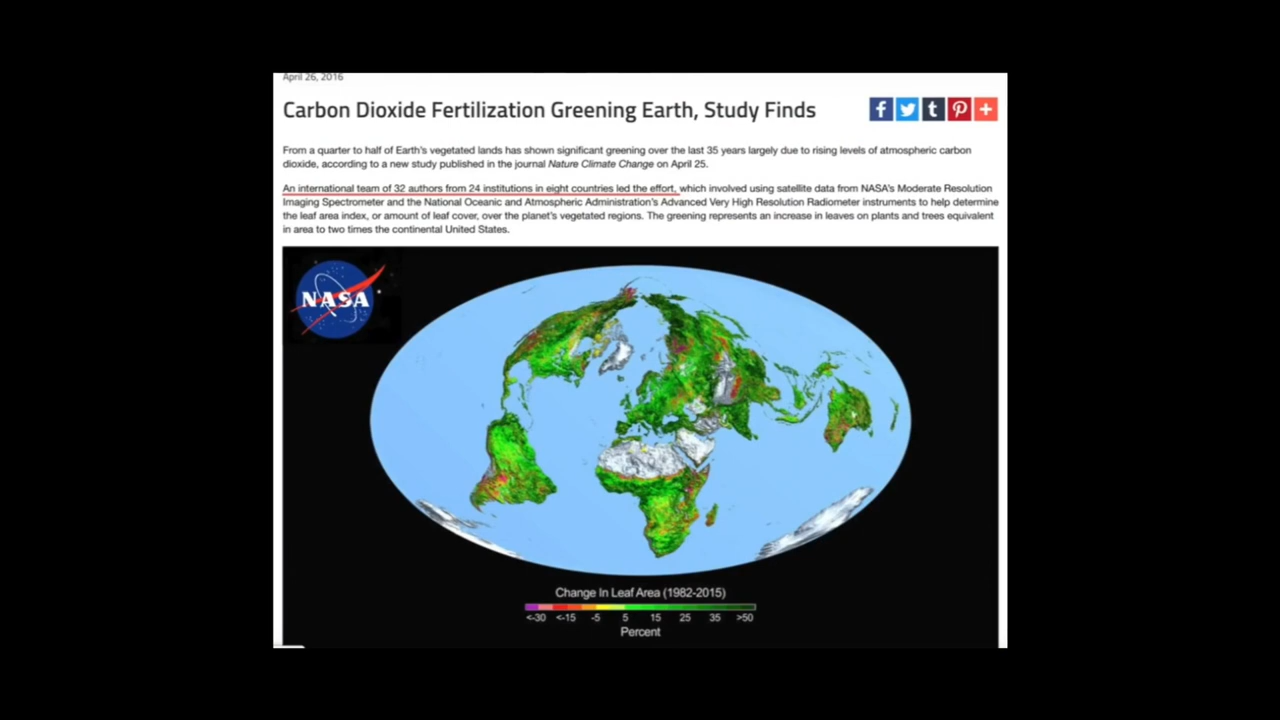 April 26, 2016
Carbon Dioxide Fertilization Greening Earth, Study Finds
From a quarter to half of Earth's vegetated lands has shown significant greening over the last 35 years largely due to rising levels of atmospheric carbon
dioxide, according to a new study published in the journal Nature Climate Change on April 25.
An international team of 32 authors from 24 institutions in eight countries led the effort, which involved using satellite data from NASA's Moderate Resolution
Imaging Spectrometer and the National Oceanic and Atmospheric Administration's Advanced Very High Resolution Radiometer instruments to help determine
the leaf area index, or amount of leaf cover, over the planet's vegetated regions. The greening represents an increase in leaves on plants and trees equivalent
in area to two times the continental United States.
NASA
Change In Leaf Area (1982-2015)
<-30 <-15 -5 5 15 25 35 >50
Percent